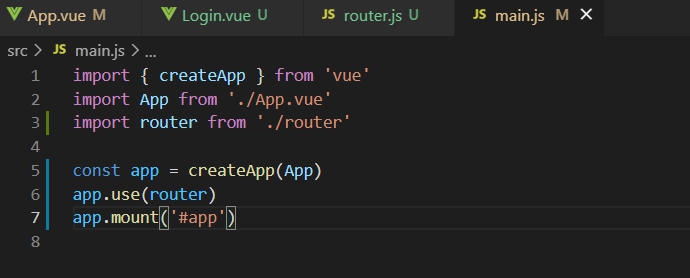 App.vue M Login.vue U JS router.js U JS main.js M
src > JS main.js > ...
1 import { createApp } from 'vue'
2 import App from './App.vue'
3 import router from './router'
4
5 const app = createApp(App)
6 app.use(router)
7 app.mount('#app')
8